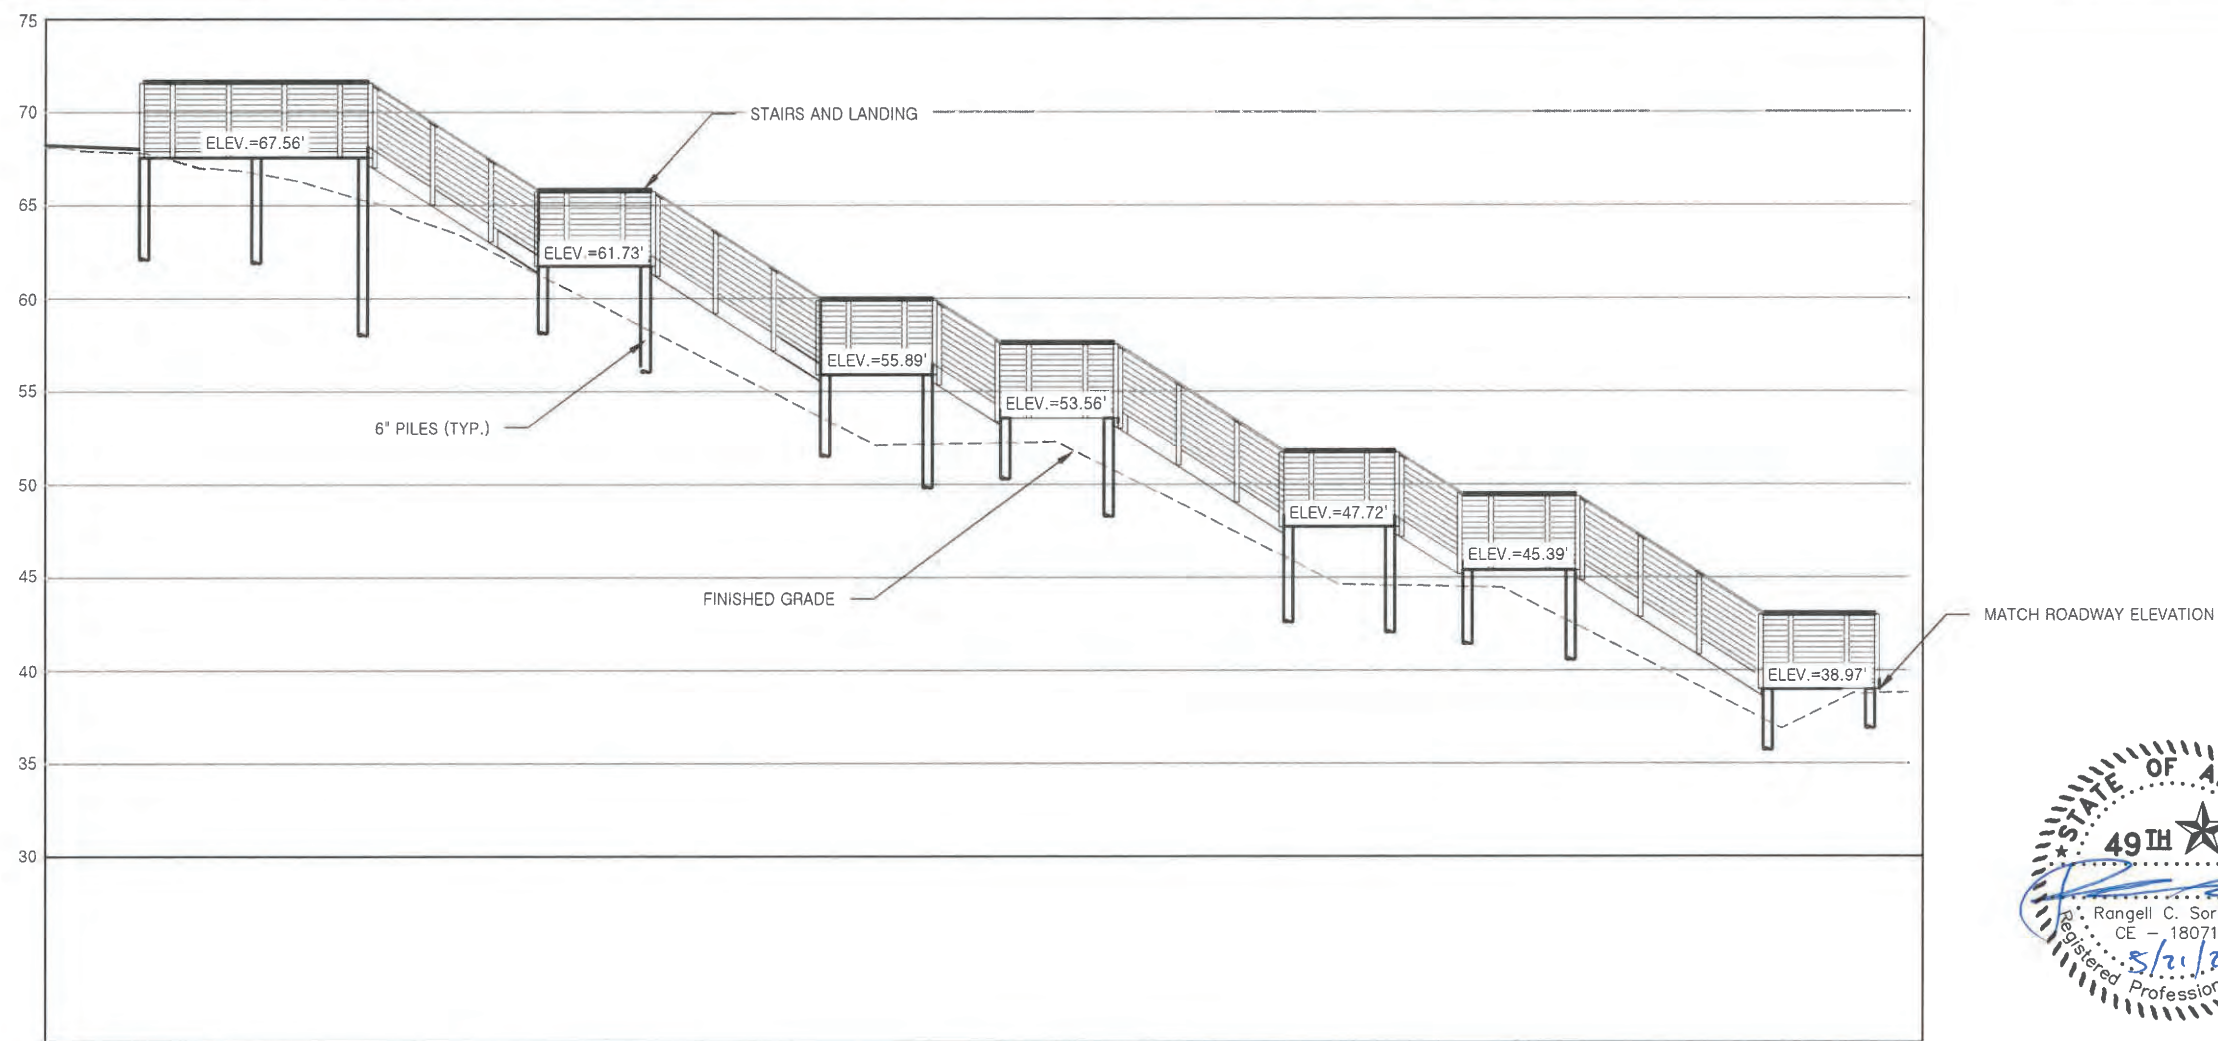 75
70
65
60
55
50
45
40
35
30
STAIRS AND LANDING
ELEV.=67.56'
ELEV.=61.73'
ELEV.=55.89'
6" PILES (TYP.)
ELEV.=53.56'
ELEV.=47.72'
ELEV.=45.39'
FINISHED GRADE
MATCH ROADWAY ELEVATION
ELEV.=38.97'
STATE OF
49TH
Rangell C.
CE - 18071
Registered